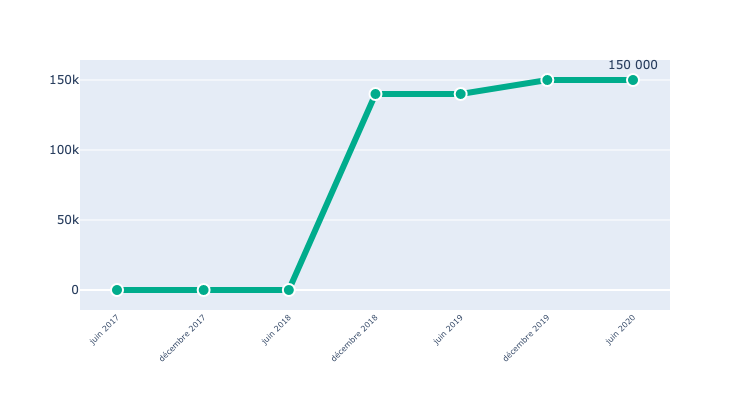 150 000
150k
100k
50k
0
juin 2017
décembre 2017
juin 2018
décembre 2018
juin 2019
décembre 2019
juin 2020